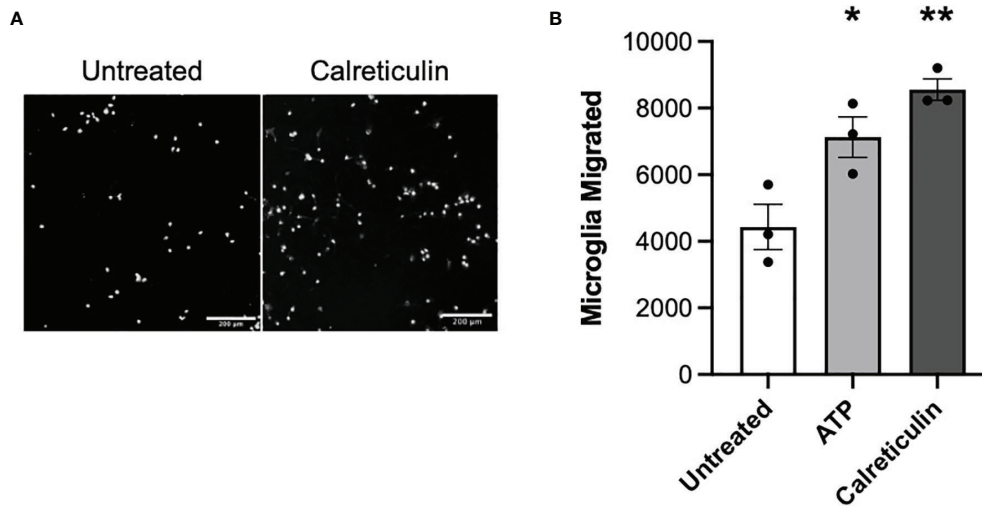 A
Untreated
Calreticulin
200 µm
200 µm
B
* **
Microglia Migrated
10000
8000
6000
4000
2000
0
Untreated
ATP
Calreticulin